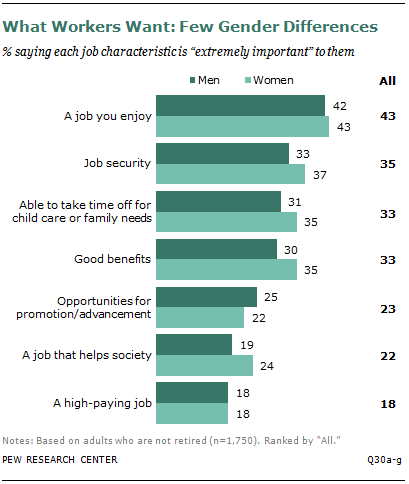 What Workers Want: Few Gender Differences
% saying each job characteristic is “extremely important” to them
Men Women All
A job you enjoy 42 43 43
Job security 33 37 35
Able to take time off for
child care or family needs 31 35 33
Good benefits 30 35 33
Opportunities for
promotion/advancement 25 22 23
A job that helps society 19 24 22
A high-paying job 18 18 18
Notes: Based on adults who are not retired (n=1,750). Ranked by “All.”
PEW RESEARCH CENTER Q30a-g